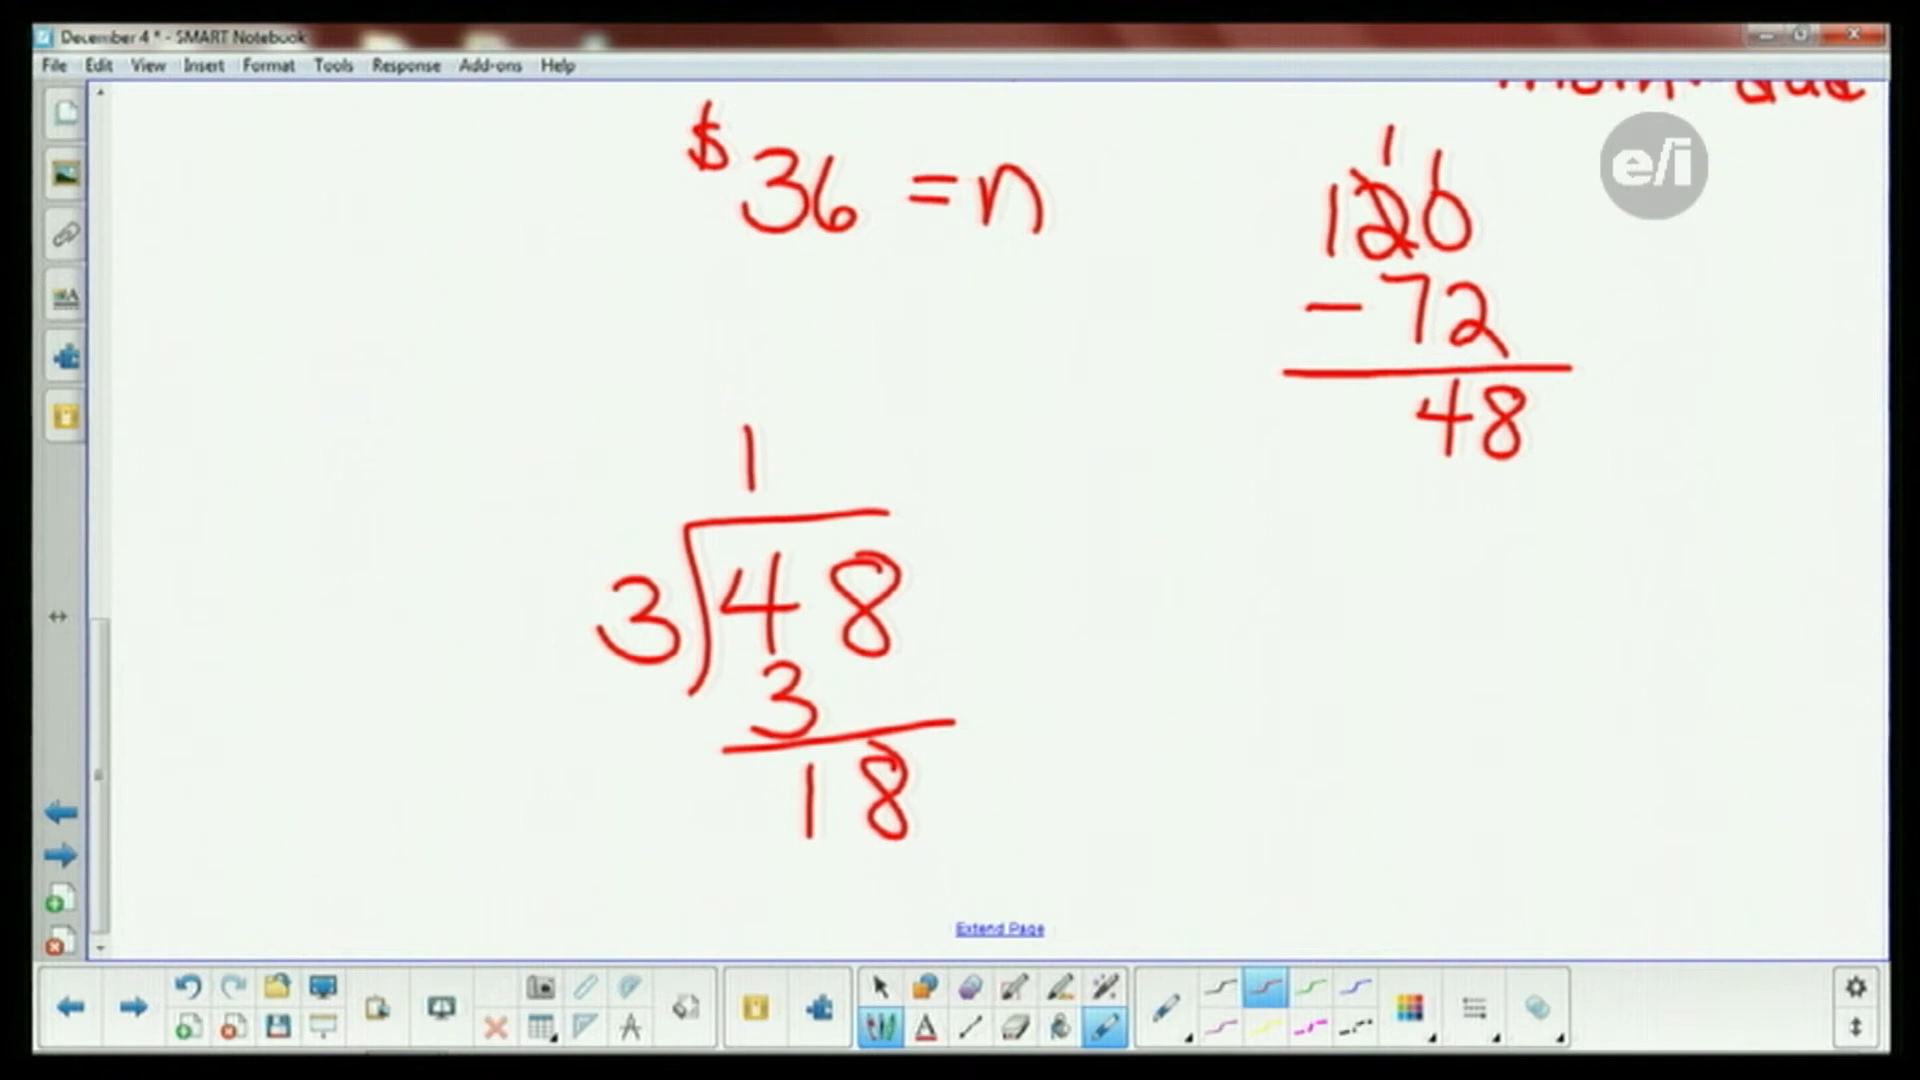 December 4 * - SMART Notebook
File Edit View Insert Format Tools Response Add-ons Help
e/i
$36 = n
1
120
- 72
48
1
3 48
3
18
Extend Page